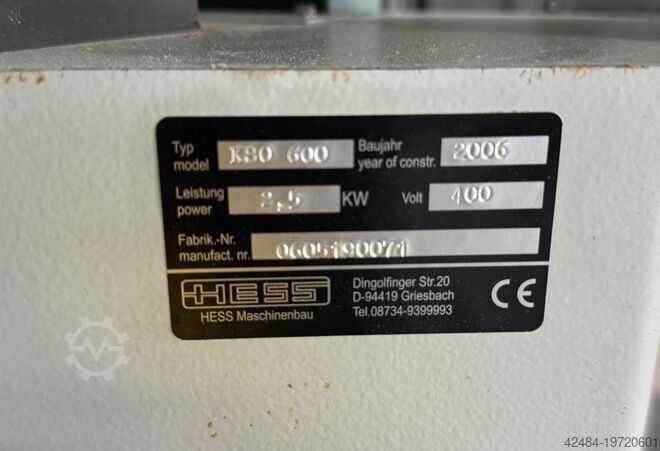 Typ
model KSO 600 Baujahr
year of constr. 2006
Leistung
power 2,5 KW Volt 400
Fabrik.-Nr.
manufact. nr. 0605190071
HESS
HESS Maschinenbau
Dingolfinger Str.20
D-94419 Griesbach
Tel.08734-9399993
CE
42484-19720601